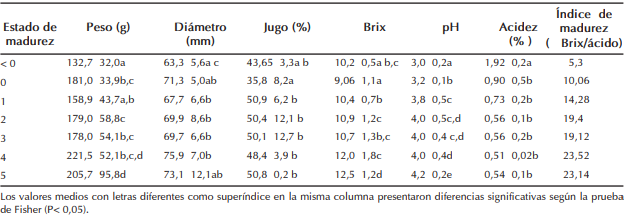 Estado de madurez Peso (g) Diámetro (mm) Jugo (%) Brix pH Acidez (% ) Índice de madurez ( Brix/ácido)
< 0 132,7 32,0a 63,3 5,6a c 43,65 3,3a b 10,2 0,5a b,c 3,0 0,2a 1,92 0,2a 5,3
0 181,0 33,9b,c 71,3 5,0ab 35,8 8,2a 9,06 1,1a 3,2 0,1b 0,90 0,5b 10,06
1 158,9 43,7a,b 67,7 6,6b 50,9 6,2 b 10,4 0,7b 3,8 0,5c 0,73 0,2b 14,28
2 179,0 58,8c 69,9 8,6b 50,4 12,1 b 10,9 1,2c 4,0 0,5c,d 0,56 0,1b 19,4
3 178,0 54,1b,c 69,7 6,6b 50,1 12,7 b 10,7 1,3b,c 4,0 0,4 c,d 0,56 0,2b 19,12
4 221,5 52,1b,c,d 75,9 7,0b 48,4 3,9 b 12,0 1,8c 4,0 0,4d 0,51 0,02b 23,52
5 205,7 95,8d 73,1 12,1ab 50,8 0,2 b 12,5 1,2d 4,2 0,2e 0,54 0,1b 23,14
Los valores medios con letras diferentes como superíndice en la misma columna presentaron diferencias significativas según la prueba
de Fisher (P< 0,05).